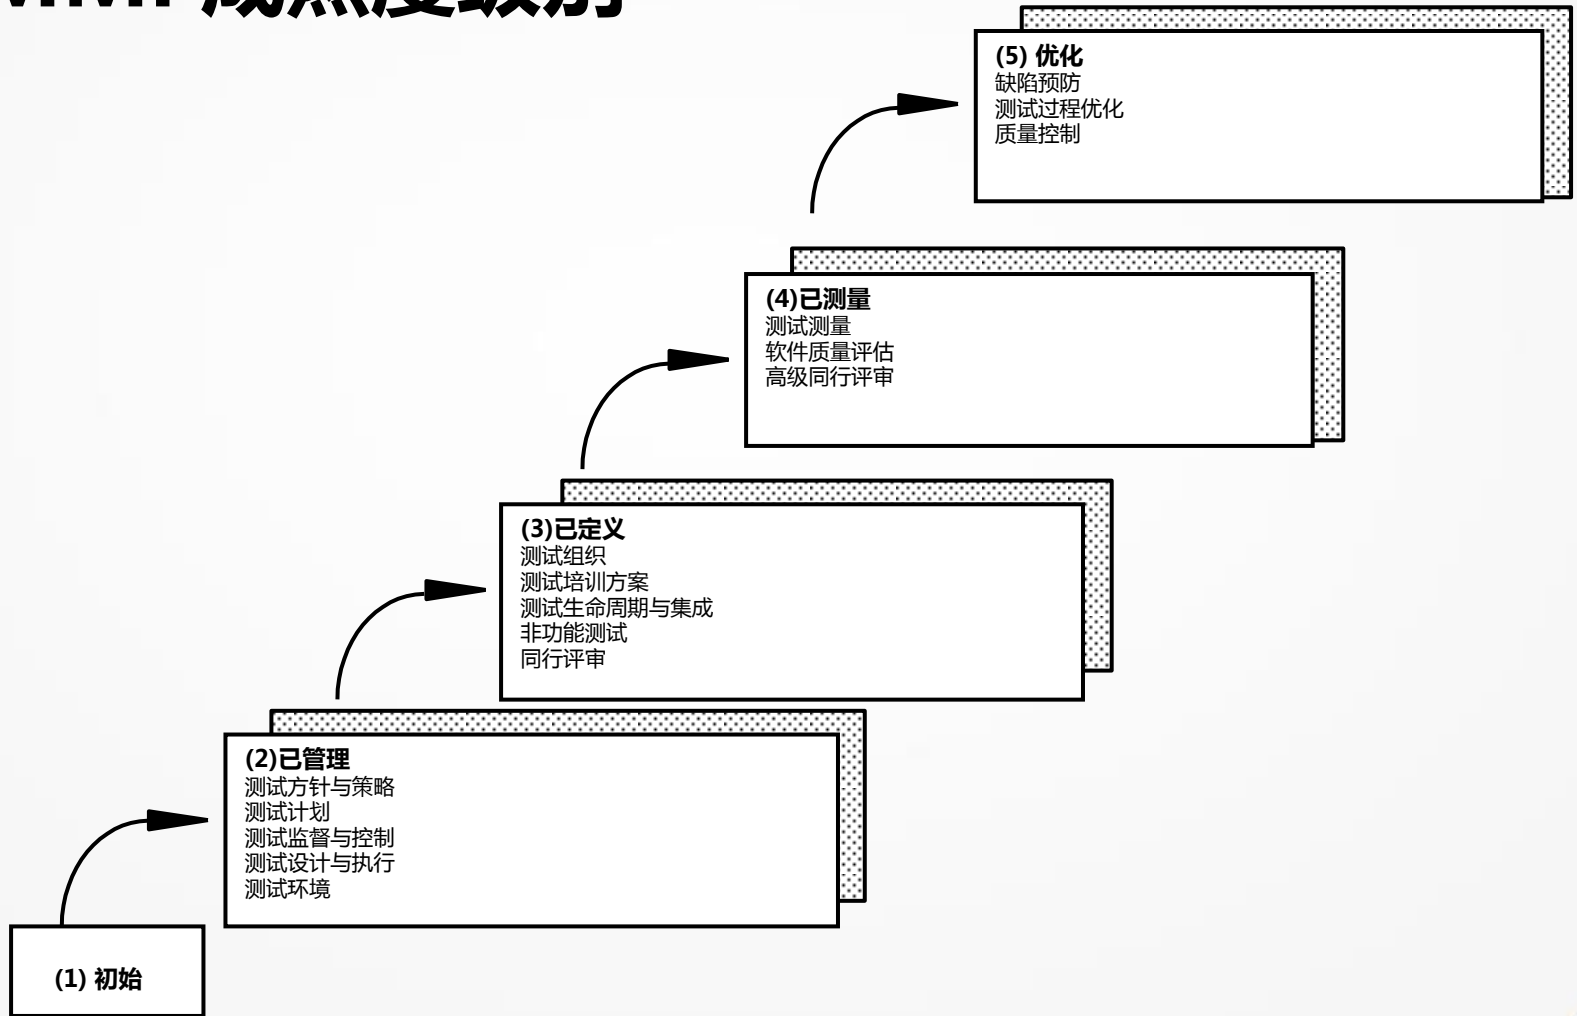 成熟度级别
(5) 优化
缺陷预防
测试过程优化
质量控制
(4)已测量
测试测量
软件质量评估
高级同行评审
(3)已定义
测试组织
测试培训方案
测试生命周期与集成
非功能测试
同行评审
(2)已管理
测试方针与策略
测试计划
测试监督与控制
测试设计与执行
测试环境
(1) 初始